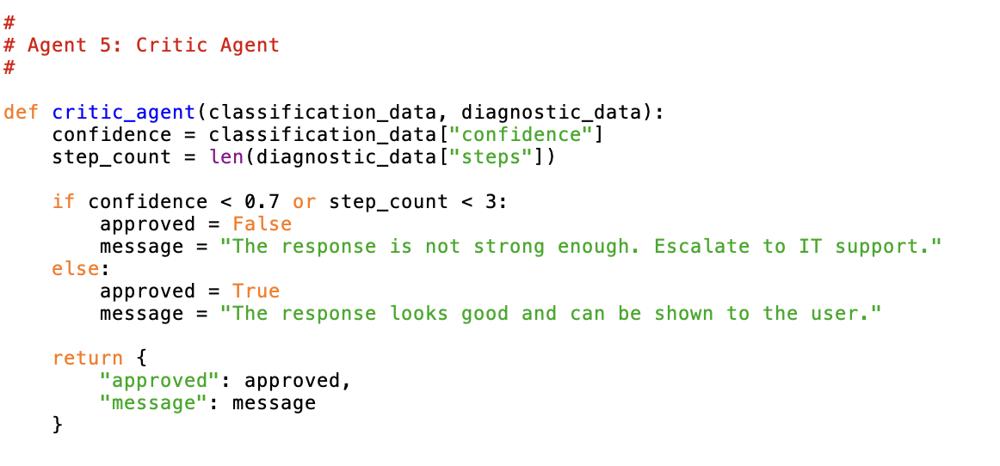 #
# Agent 5: Critic Agent
#
def critic_agent(classification_data, diagnostic_data):
    confidence = classification_data["confidence"]
    step_count = len(diagnostic_data["steps"])
    if confidence < 0.7 or step_count < 3:
        approved = False
        message = "The response is not strong enough. Escalate to IT support."
    else:
        approved = True
        message = "The response looks good and can be shown to the user."
    return {
        "approved": approved,
        "message": message
    }